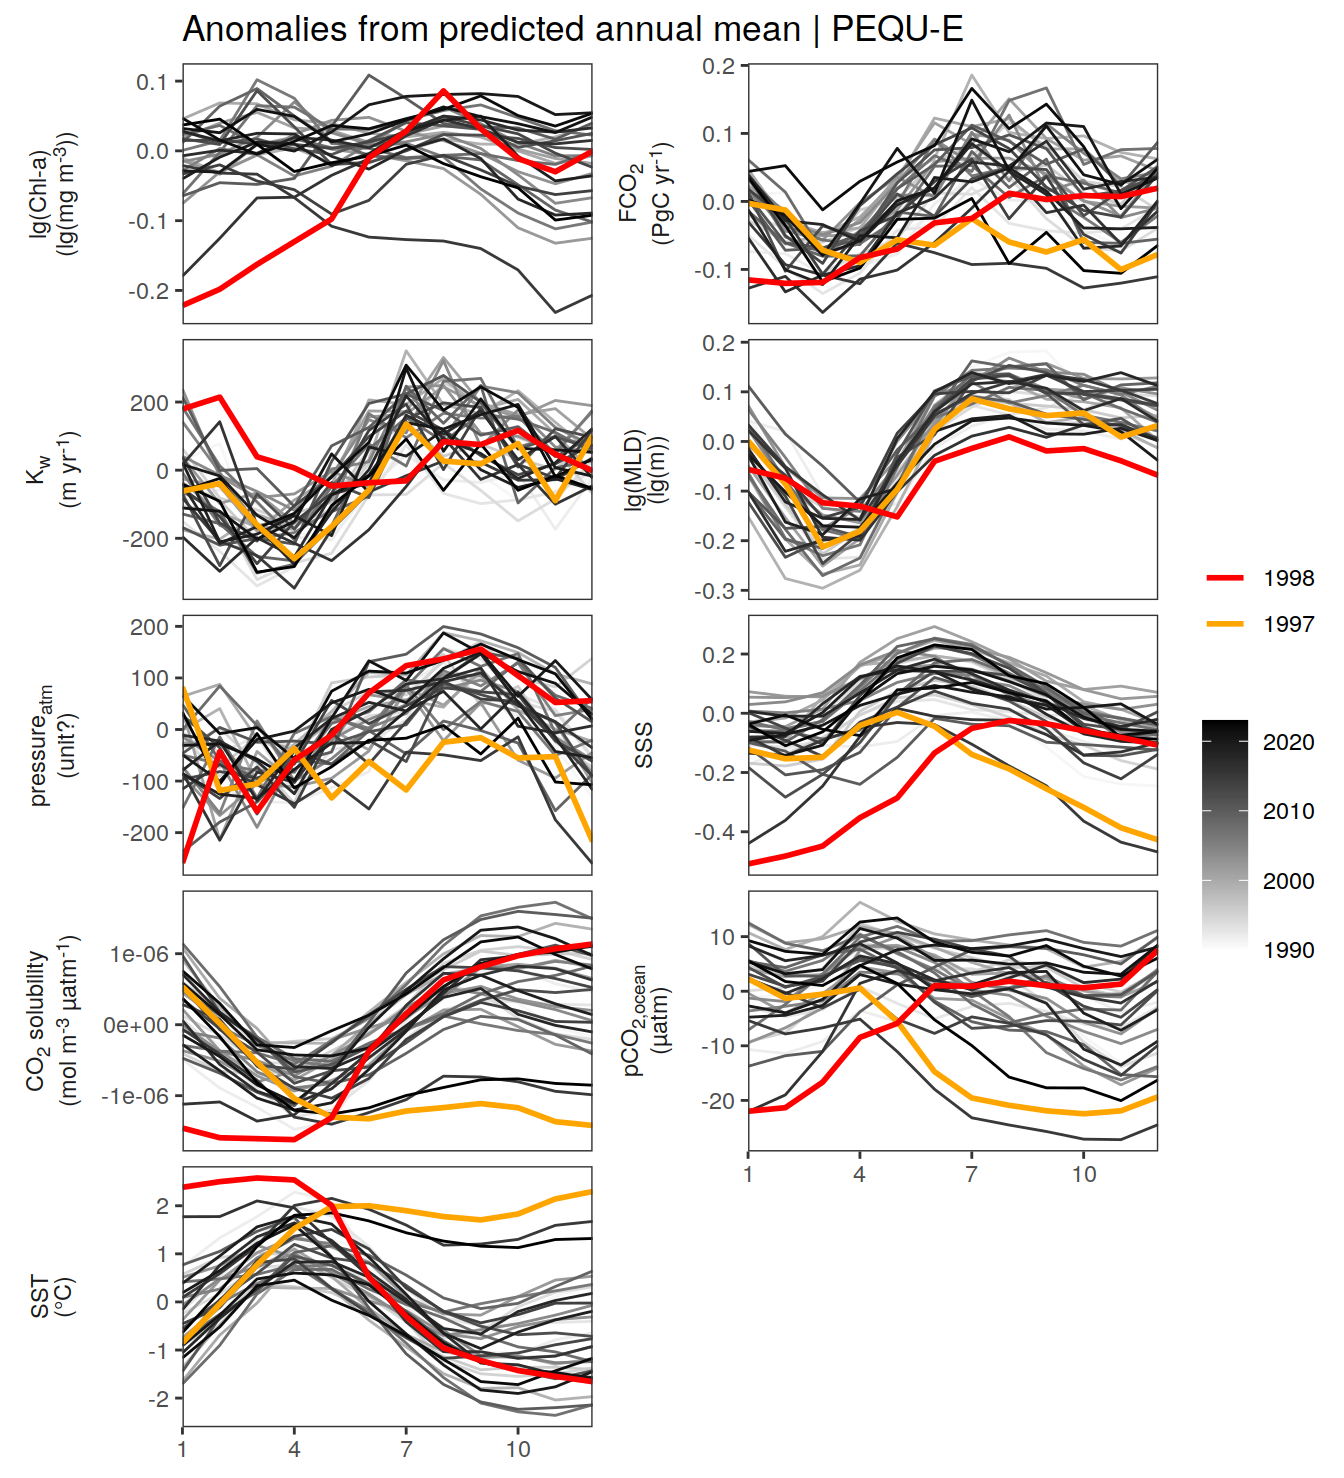 Anomalies from predicted annual mean | PEQU-E
lg(Chl-a)
(lg(mg m⁻³))
0.1
0.0
-0.1
-0.2
FCO₂
(PgC yr⁻¹)
0.2
0.1
0.0
-0.1
K_w
(m yr⁻¹)
200
0
-200
lg(MLD)
(lg(m))
0.2
0.1
0.0
-0.1
-0.2
-0.3
pressure_atm
(unit?)
200
100
0
-100
-200
SSS
0.2
0.0
-0.2
-0.4
CO₂ solubility
(mol m⁻³ µatm⁻¹)
1e-06
0e+00
-1e-06
pCO₂,ocean
(µatm)
10
0
-10
-20
1 4 7 10
SST
(°C)
2
1
0
-1
-2
1 4 7 10
1998
1997
2020
2010
2000
1990